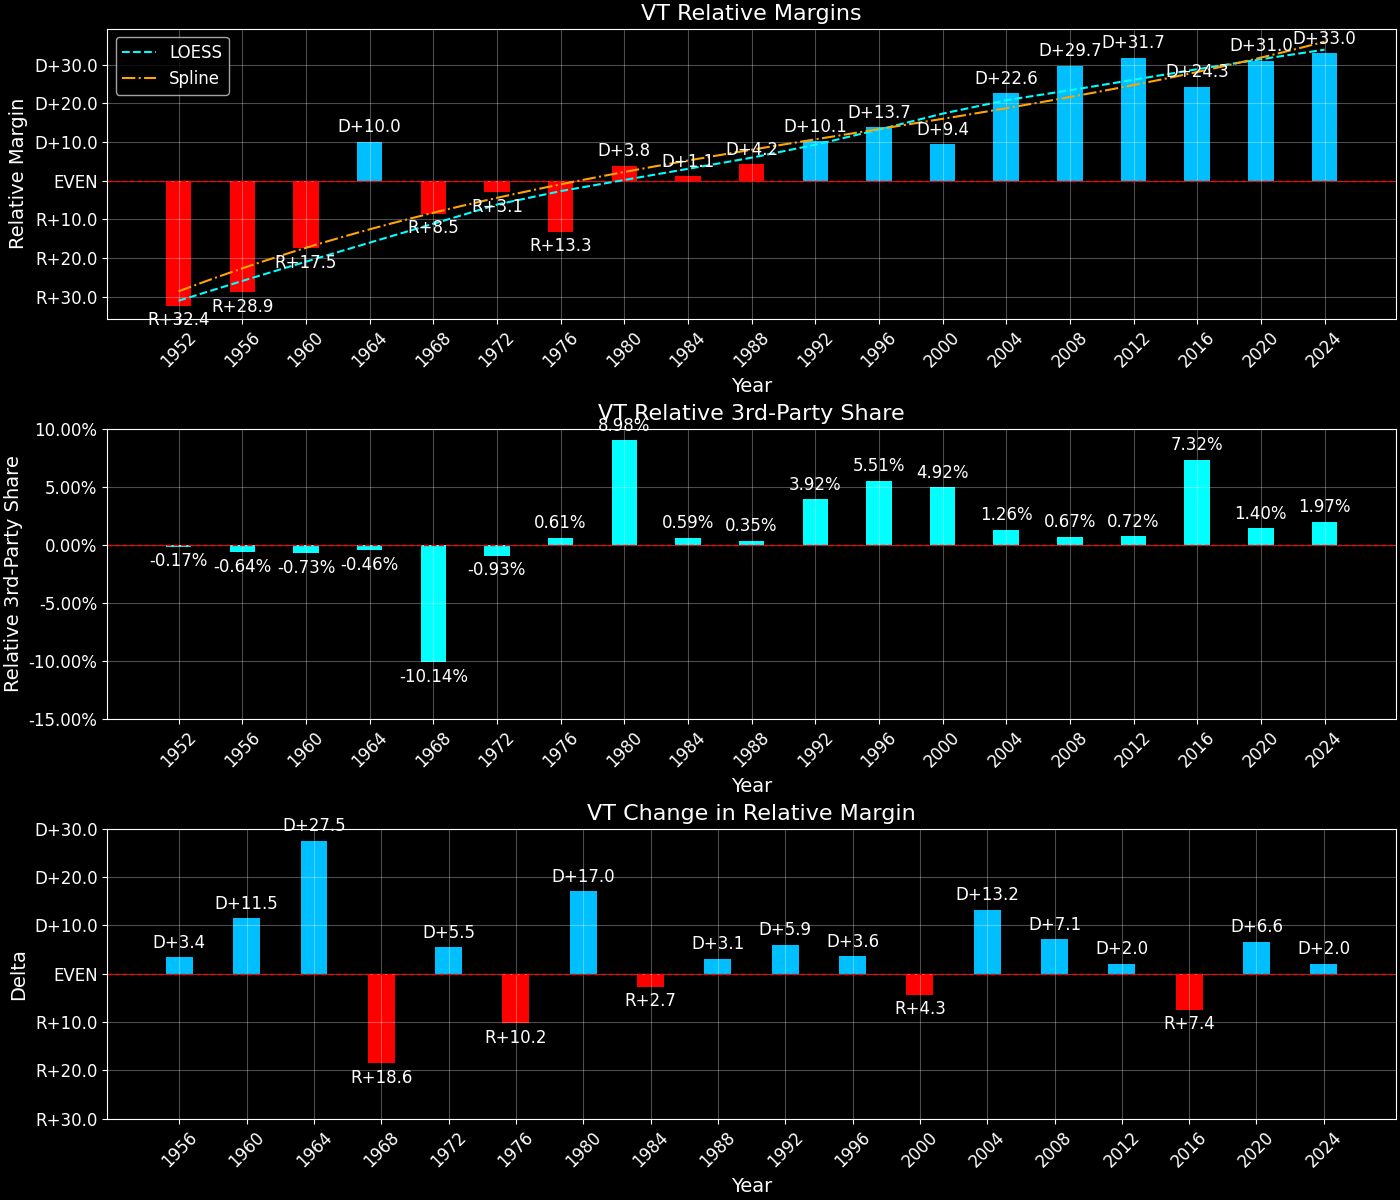 VT Relative Margins
LOESS
Spline
Relative Margin
D+30.0
D+20.0
D+10.0
EVEN
R+10.0
R+20.0
R+30.0
R+32.4
R+28.9
R+17.5
D+10.0
R+8.5
R+3.1
R+13.3
D+3.8
D+1.1
D+4.2
D+10.1
D+13.7
D+9.4
D+22.6
D+29.7
D+31.7
D+24.3
D+31.0
D+33.0
1952 1956 1960 1964 1968 1972 1976 1980 1984 1988 1992 1996 2000 2004 2008 2012 2016 2020 2024
Year
VT Relative 3rd-Party Share
Relative 3rd-Party Share
10.00%
5.00%
0.00%
-5.00%
-10.00%
-15.00%
-0.17%
-0.64%
-0.73%
-0.46%
-10.14%
-0.93%
0.61%
8.98%
0.59%
0.35%
3.92%
5.51%
4.92%
1.26%
0.67%
0.72%
7.32%
1.40%
1.97%
1952 1956 1960 1964 1968 1972 1976 1980 1984 1988 1992 1996 2000 2004 2008 2012 2016 2020 2024
Year
VT Change in Relative Margin
Delta
D+30.0
D+20.0
D+10.0
EVEN
R+10.0
R+20.0
R+30.0
D+3.4
D+11.5
D+27.5
R+18.6
D+5.5
R+10.2
D+17.0
R+2.7
D+3.1
D+5.9
D+3.6
R+4.3
D+13.2
D+7.1
D+2.0
R+7.4
D+6.6
D+2.0
1956 1960 1964 1968 1972 1976 1980 1984 1988 1992 1996 2000 2004 2008 2012 2016 2020 2024
Year